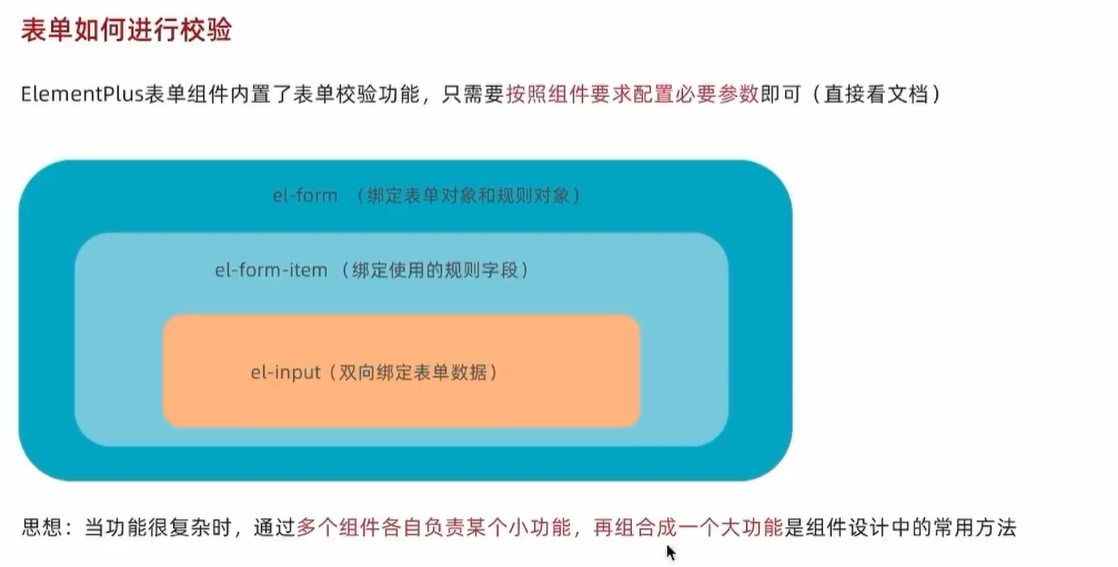 表单如何进行校验
ElementPlus表单组件内置了表单校验功能，只需要按照组件要求配置必要参数即可（直接看文档）
el-form （绑定表单对象和规则对象）
el-form-item（绑定使用的规则字段）
el-input（双向绑定表单数据）
思想：当功能很复杂时，通过多个组件各自负责某个小功能，再组合成一个大功能是组件设计中的常用方法